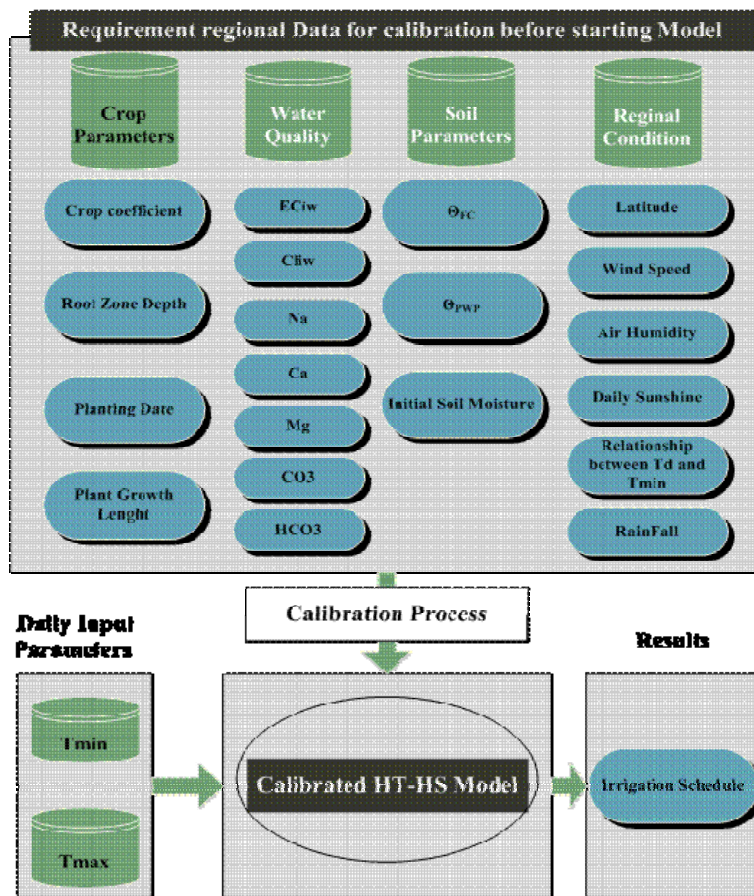 Requirement regional Data for calibration before starting Model
Crop
Parameters
Water
Quality
Soil
Parameters
Reginal
Condition
Crop coefficient
Root Zone Depth
Planting Date
Plant Growth
Lenght
ECiw
Cliw
Na
Ca
Mg
CO3
HCO3
ΘFC
ΘPWP
Initial Soil Moisture
Latitude
Wind Speed
Air Humidity
Daily Sunshine
Relationship
between Td and
Tmin
RainFall
Calibration Process
Daily Input
Parameters
Results
Tmin
Tmax
Calibrated HT-HS Model
Irrigation Schedule